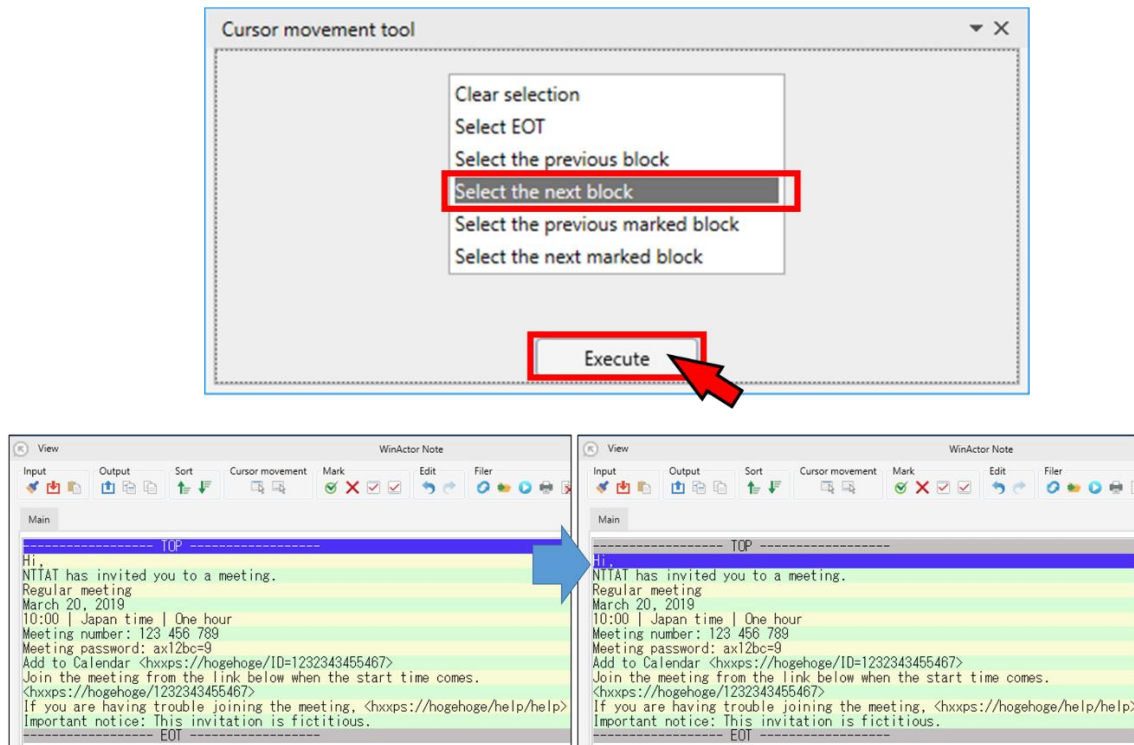 Cursor movement tool
Clear selection
Select EOT
Select the previous block
Select the next block
Select the previous marked block
Select the next marked block
Execute
View WinActor Note
Input Output Sort Cursor movement Mark Edit Filer
Main
------------------ TOP ------------------
Hi,
NTTAT has invited you to a meeting.
Regular meeting
March 20, 2019
10:00 | Japan time | One hour
Meeting number: 123 456 789
Meeting password: ax12bc=9
Add to Calendar <hxxps://hogehoge/ID=1232343455467>
Join the meeting from the link below when the start time comes.
<hxxps://hogehoge/1232343455467>
If you are having trouble joining the meeting, <hxxps://hogehoge/help/help>
Important notice: This invitation is fictitious.
------------------ EOT ------------------
View WinActor Note
Input Output Sort Cursor movement Mark Edit Filer
Main
------------------ TOP ------------------
Hi,
NTTAT has invited you to a meeting.
Regular meeting
March 20, 2019
10:00 | Japan time | One hour
Meeting number: 123 456 789
Meeting password: ax12bc=9
Add to Calendar <hxxps://hogehoge/ID=1232343455467>
Join the meeting from the link below when the start time comes.
<hxxps://hogehoge/1232343455467>
If you are having trouble joining the meeting, <hxxps://hogehoge/help/help>
Important notice: This invitation is fictitious.
------------------ EOT ------------------